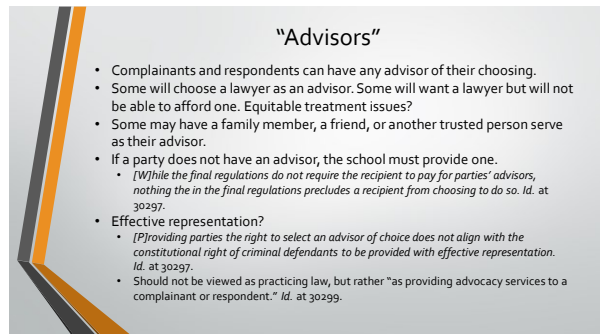 “Advisors”
• Complainants and respondents can have any advisor of their choosing.
• Some will choose a lawyer as an advisor. Some will want a lawyer but will not
be able to afford one. Equitable treatment issues?
• Some may have a family member, a friend, or another trusted person serve
as their advisor.
• If a party does not have an advisor, the school must provide one.
• [W]hile the final regulations do not require the recipient to pay for parties’ advisors,
nothing the in the final regulations precludes a recipient from choosing to do so. Id. at
30297.
• Effective representation?
• [P]roviding parties the right to select an advisor of choice does not align with the
constitutional right of criminal defendants to be provided with effective representation.
Id. at 30297.
• Should not be viewed as practicing law, but rather “as providing advocacy services to a
complainant or respondent.” Id. at 30299.